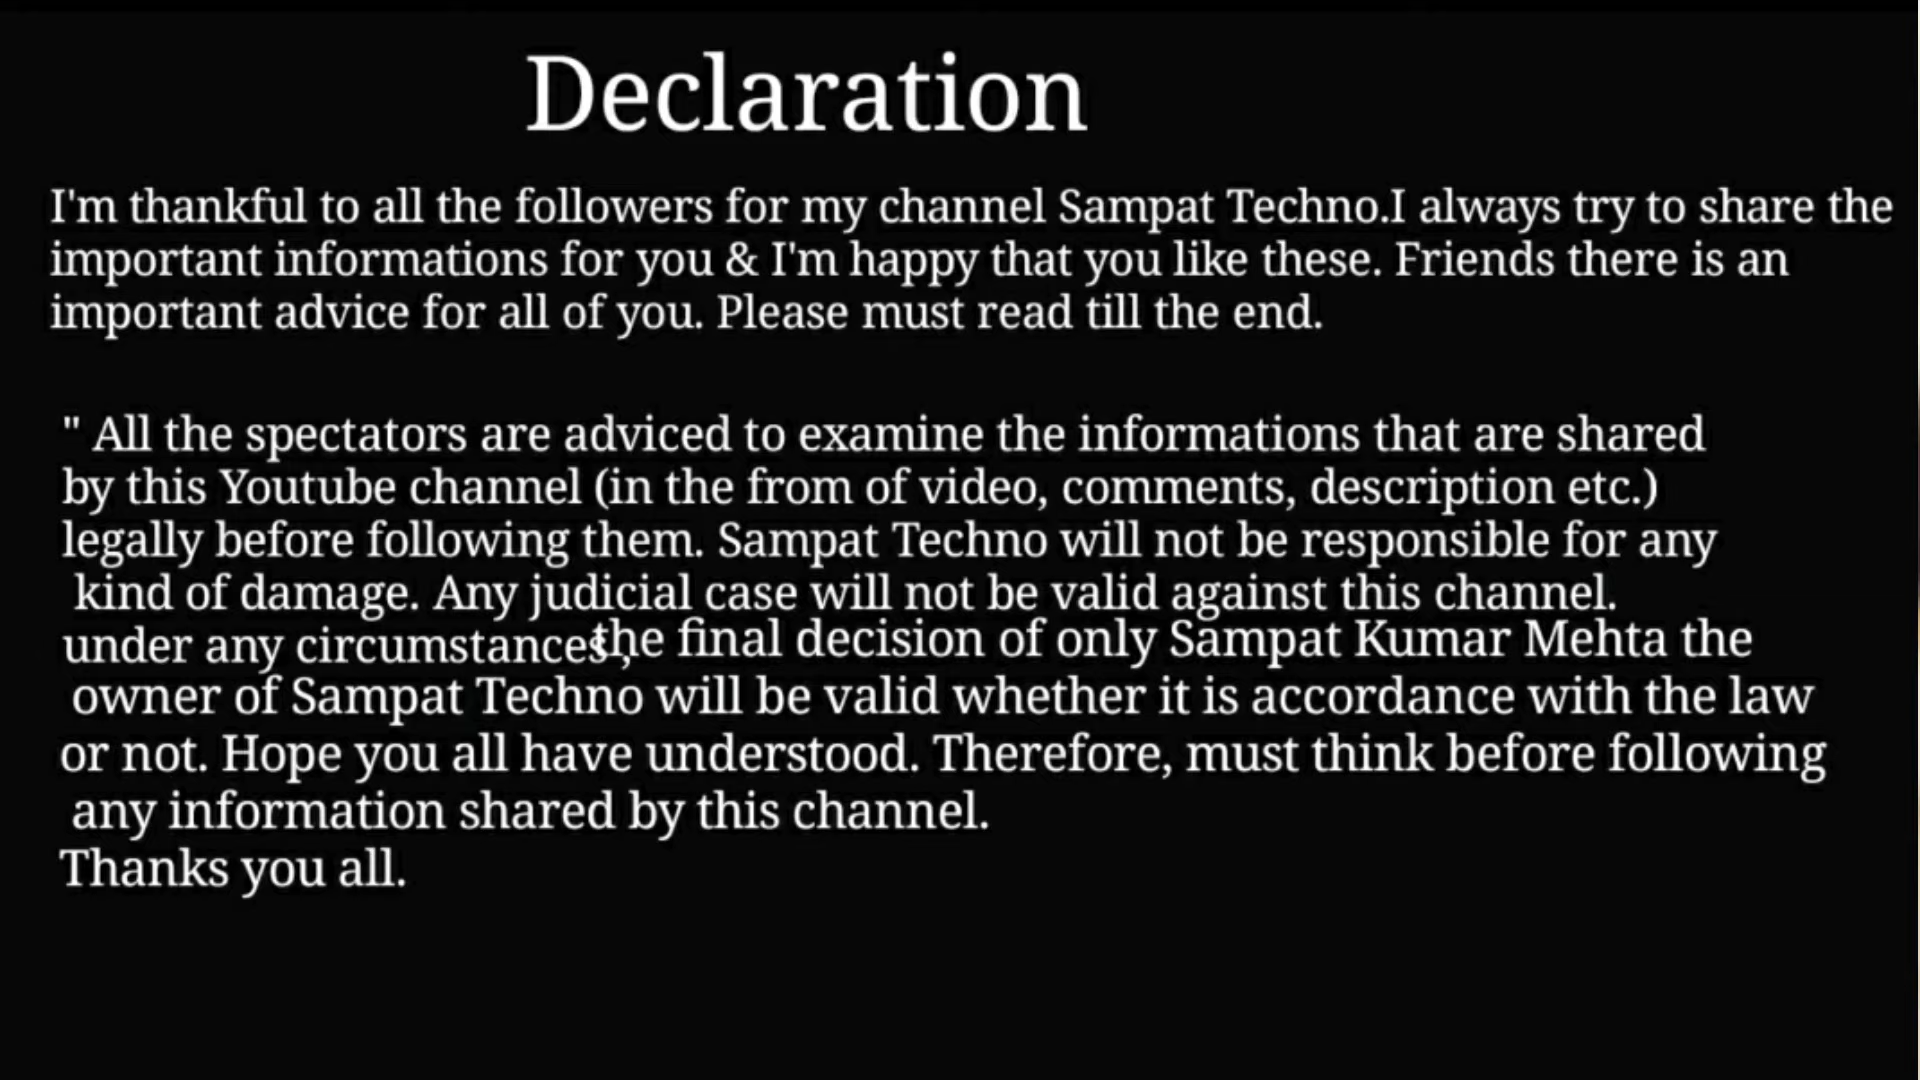 Declaration
I'm thankful to all the followers for my channel Sampat Techno.I always try to share the
important informations for you & I'm happy that you like these. Friends there is an
important advice for all of you. Please must read till the end.
" All the spectators are adviced to examine the informations that are shared
by this Youtube channel (in the from of video, comments, description etc.)
legally before following them. Sampat Techno will not be responsible for any
kind of damage. Any judicial case will not be valid against this channel.
under any circumstances, the final decision of only Sampat Kumar Mehta the
owner of Sampat Techno will be valid whether it is accordance with the law
or not. Hope you all have understood. Therefore, must think before following
any information shared by this channel.
Thanks you all.